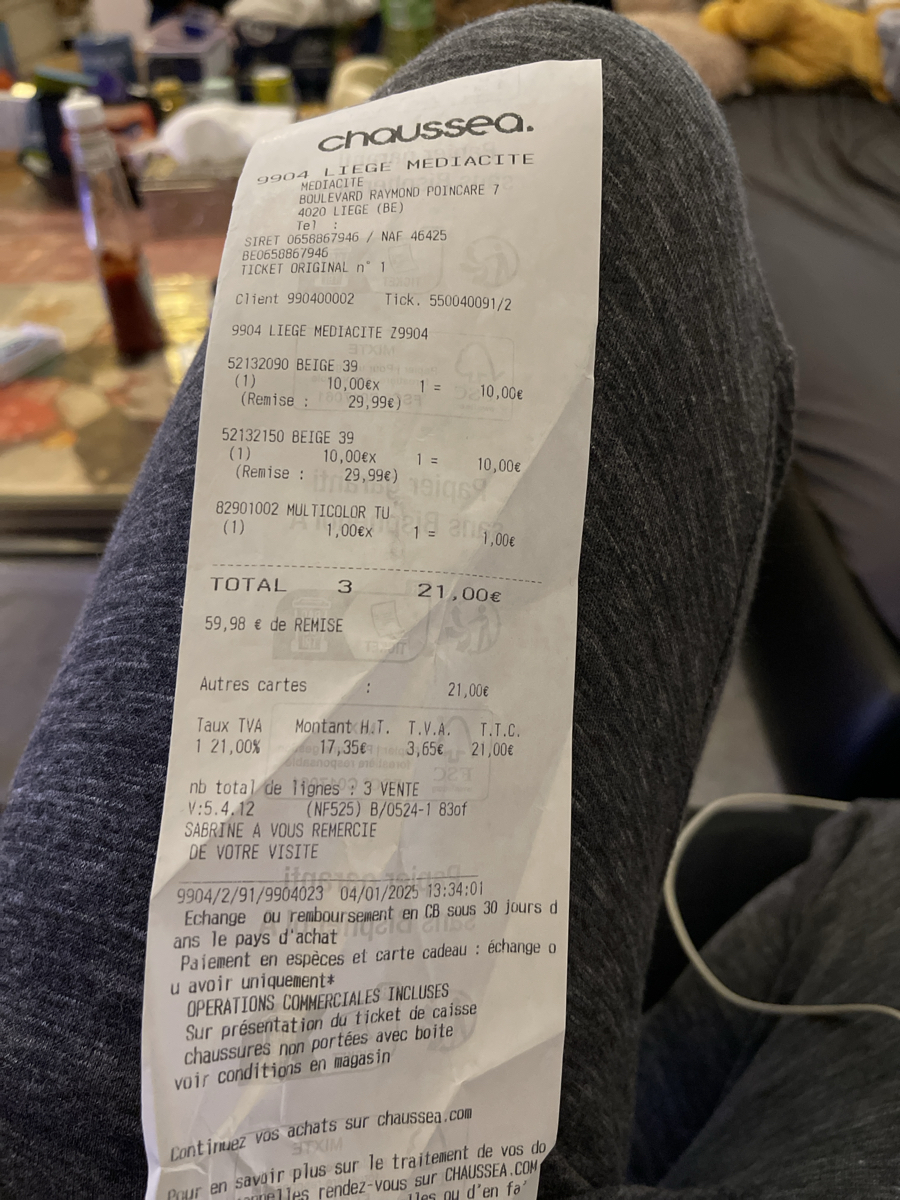 chaussea.
9904 LIEGE MEDIACITE
MEDIACITE
BOULEVARD RAYMOND POINCARE 7
4020 LIEGE (BE)
Tel :
SIRET 0658867946 / NAF 46425
BE0658867946
TICKET ORIGINAL n° 1
Client 990400002 Tick. 550040091/2
9904 LIEGE MEDIACITE Z9904
52132090 BEIGE 39
(1) 10,00€x 1 = 10,00€
(Remise : 29,99€)
52132150 BEIGE 39
(1) 10,00€x 1 = 10,00€
(Remise : 29,99€)
82901002 MULTICOLOR TU
(1) 1,00€x 1 = 1,00€
TOTAL 3 21,00€
59,98 € de REMISE
Autres cartes : 21,00€
Taux TVA Montant H.T. T.V.A. T.T.C.
1 21,00% 17,35€ 3,65€ 21,00€
nb total de lignes : 3 VENTE
V:5.4.12 (NF525) B/0524-1 83of
SABRINE A VOUS REMERCIE
DE VOTRE VISITE
9904/2/91/9904023 04/01/2025 13:34:01
Echange ou remboursement en CB sous 30 jours d
ans le pays d'achat
Paiement en espèces et carte cadeau : échange o
u avoir uniquement*
OPERATIONS COMMERCIALES INCLUSES
Sur présentation du ticket de caisse
chaussures non portées avec boite
voir conditions en magasin
Continuez vos achats sur chaussea.com
Pour en savoir plus sur le traitement de vos do
rendez-vous sur CHAUSSEA.COM
ou d'en